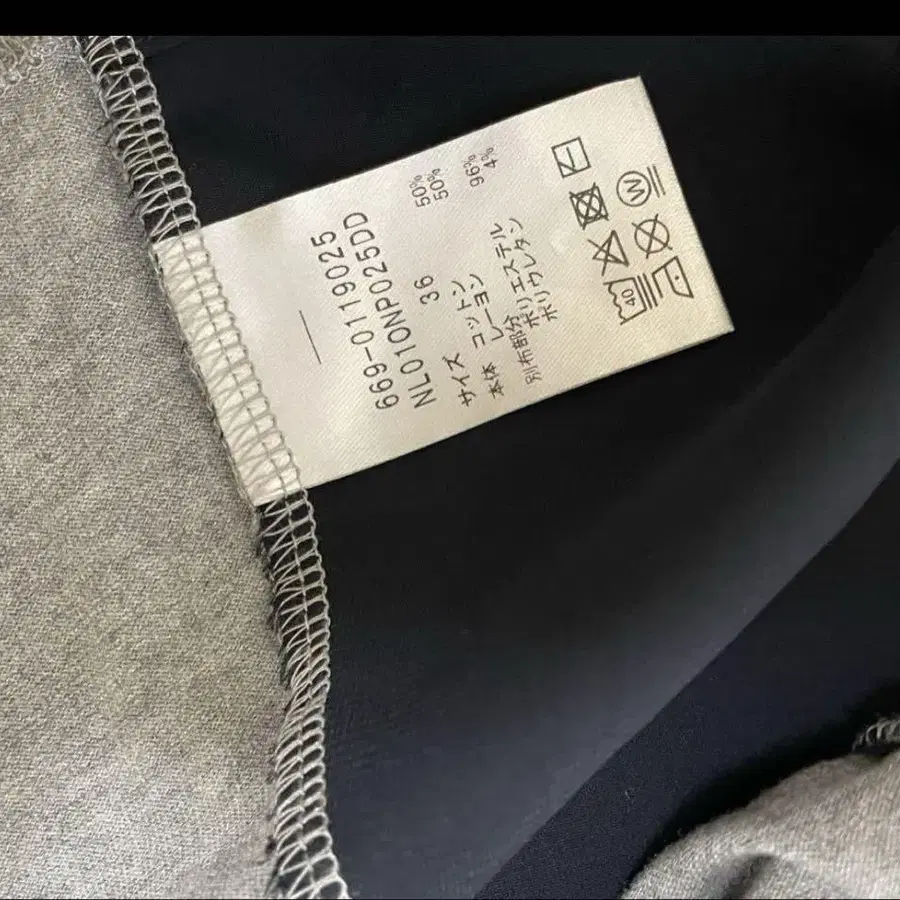 669-0119025
NL010NP025DD
サイズ 36
本体 コットン 50%
レーヨン 50%
別布部分 ポリエステル 96%
ポリウレタン 4%
40
W